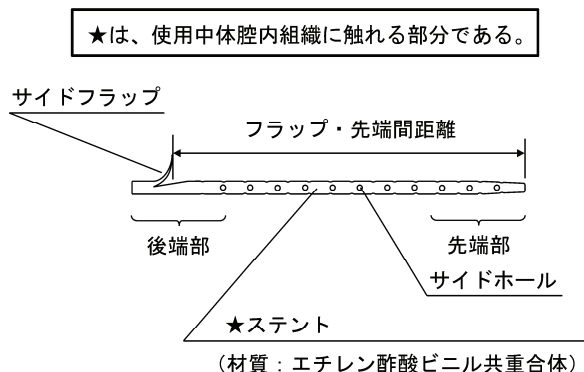 ★は、使用中体腔内組織に触れる部分である。
サイドフラップ
フラップ・先端間距離
後端部
先端部
サイドホール
★ステント
（材質：エチレン酢酸ビニル共重合体）